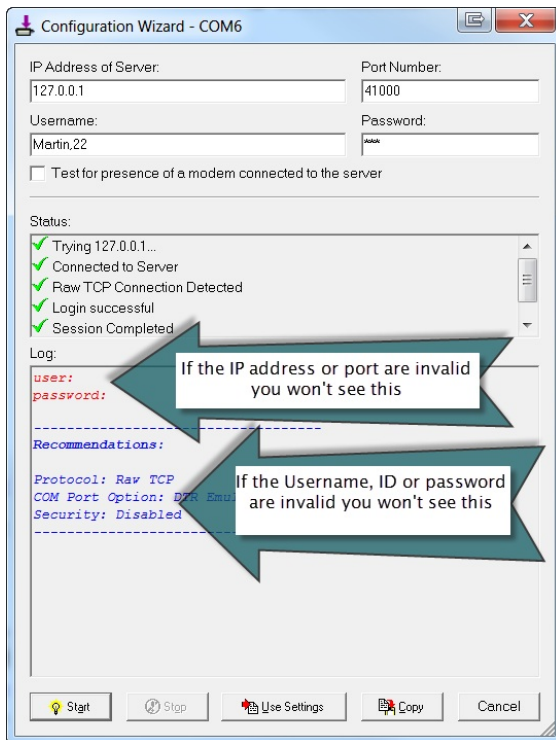 Configuration Wizard - COM6
IP Address of Server:
Port Number:
127.0.0.1
41000
Username:
Password:
Martin,22
***
Test for presence of a modem connected to the server
Status:
Trying 127.0.0.1...
Connected to Server
Raw TCP Connection Detected
Login successful
Session Completed
Log:
user:
password:
If the IP address or port are invalid
you won't see this
Recommendations:
Protocol: Raw TCP
COM Port Option: DTR Emul
Security: Disabled
If the Username, ID or password
are invalid you won't see this
Start
Stop
Use Settings
Copy
Cancel